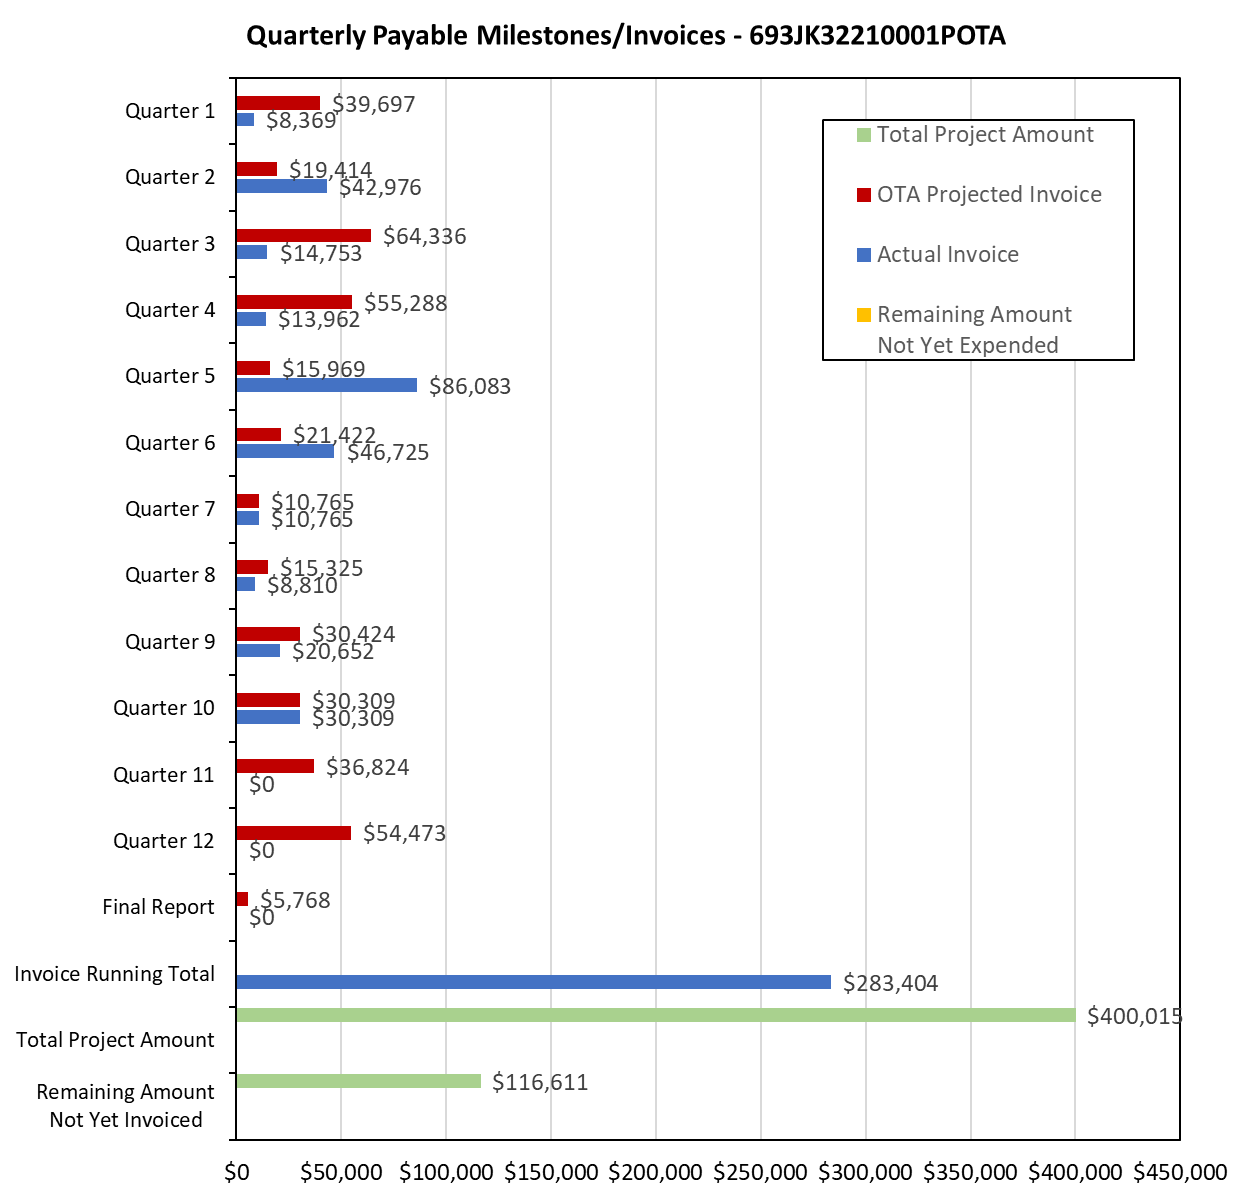 Quarterly Payable Milestones/Invoices - 693JK32210001POTA
Total Project Amount
OTA Projected Invoice
Actual Invoice
Remaining Amount
Not Yet Expended
Quarter 1
$39,697
$8,369
Quarter 2
$19,414
$42,976
Quarter 3
$64,336
$14,753
Quarter 4
$55,288
$13,962
Quarter 5
$15,969
$86,083
Quarter 6
$21,422
$46,725
Quarter 7
$10,765
$10,765
Quarter 8
$15,325
$8,810
Quarter 9
$30,424
$20,652
Quarter 10
$30,309
$30,309
Quarter 11
$36,824
$0
Quarter 12
$54,473
$0
Final Report
$5,768
$0
Invoice Running Total
$283,404
Total Project Amount
$400,015
Remaining Amount
Not Yet Invoiced
$116,611
$0 $50,000 $100,000 $150,000 $200,000 $250,000 $300,000 $350,000 $400,000 $450,000